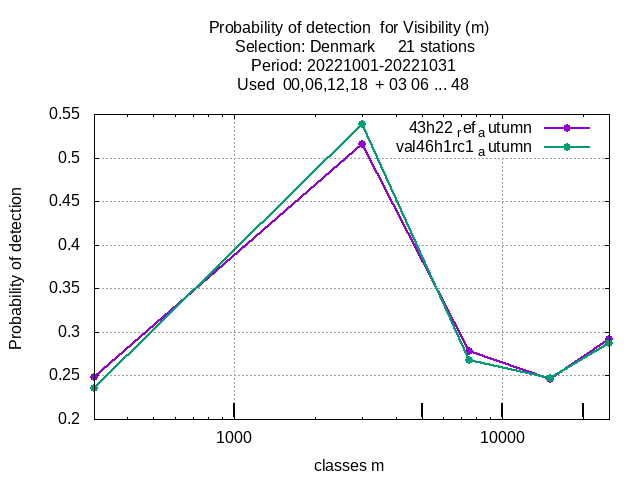 Probability of detection  for Visibility (m)
Selection: Denmark     21 stations
Period: 20221001-20221031
Used  00,06,12,18  + 03 06 ... 48
43h22refautumn
val46h1rc1autumn
0.55
0.5
0.45
0.4
0.35
0.3
0.25
0.2
Probability of detection
1000
10000
classes m